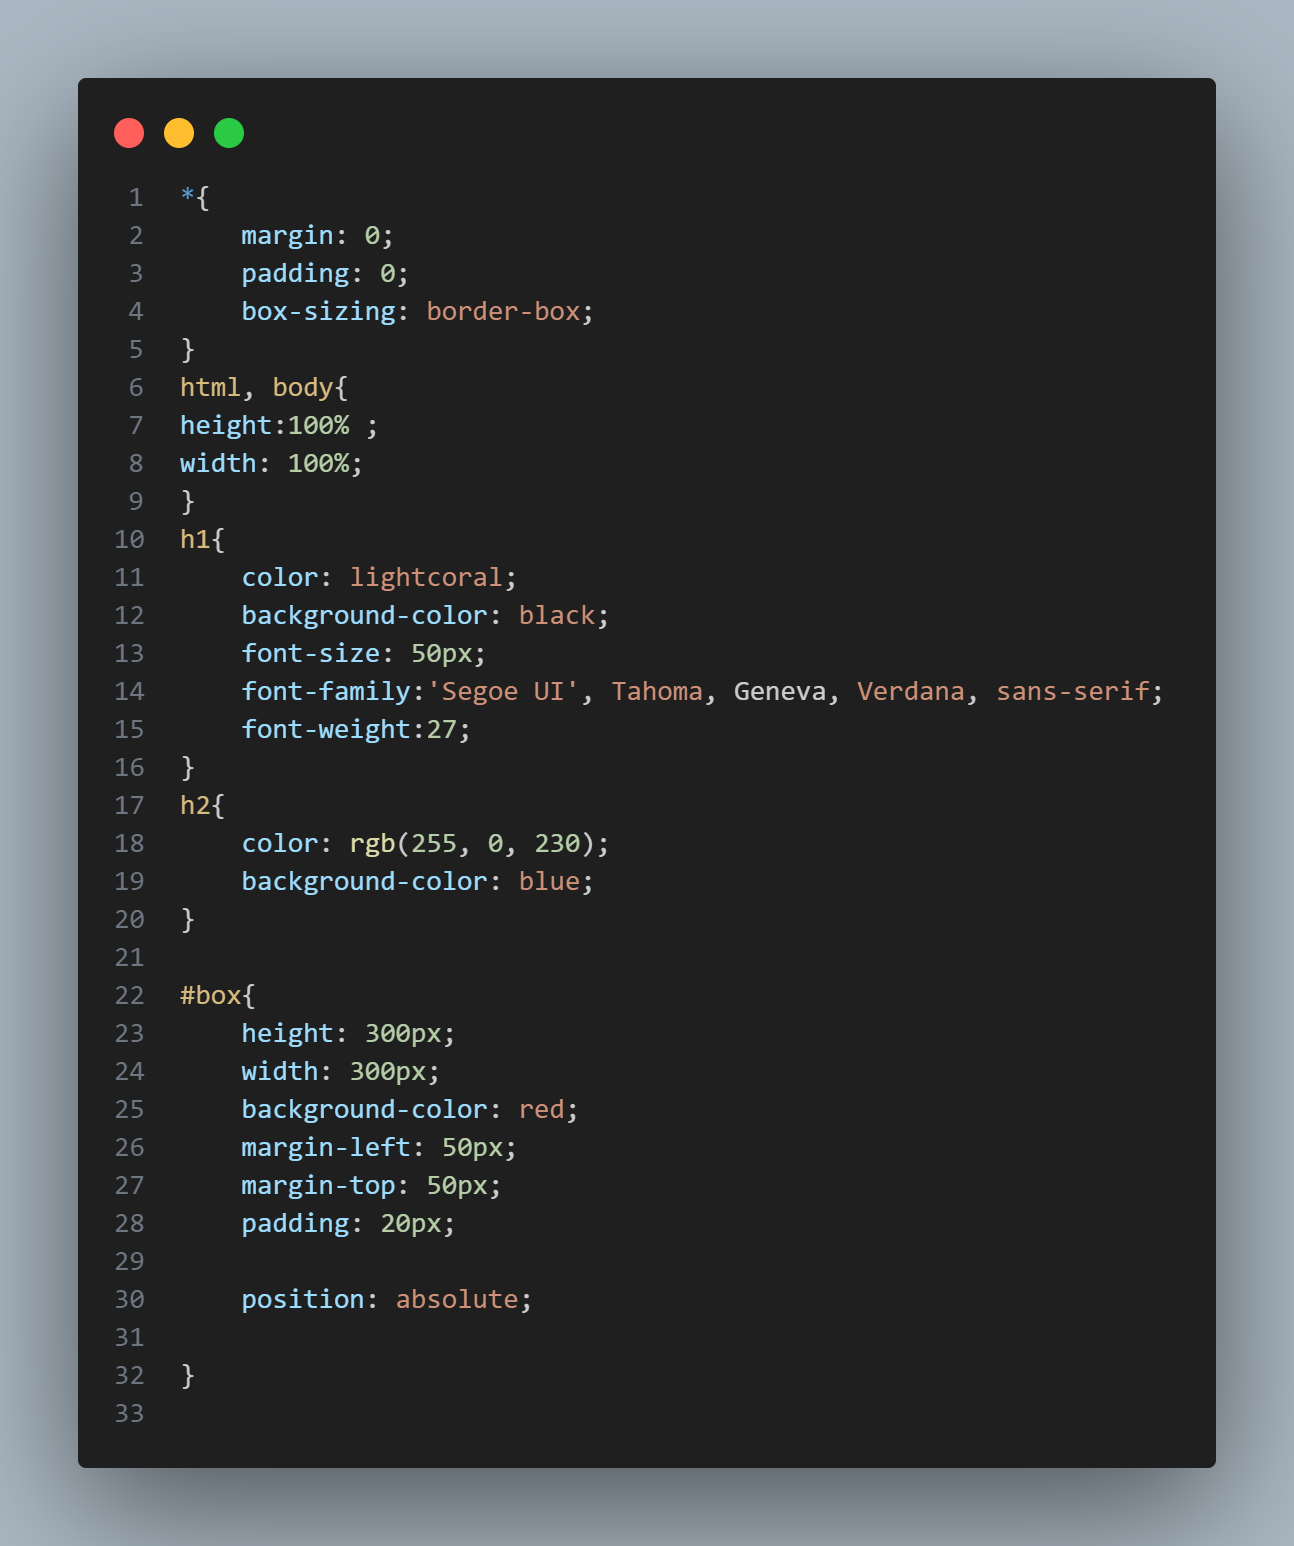 1 *{
2     margin: 0;
3     padding: 0;
4     box-sizing: border-box;
5 }
6 html, body{
7 height:100% ;
8 width: 100%;
9 }
10 h1{
11     color: lightcoral;
12     background-color: black;
13     font-size: 50px;
14     font-family:'Segoe UI', Tahoma, Geneva, Verdana, sans-serif;
15     font-weight:27;
16 }
17 h2{
18     color: rgb(255, 0, 230);
19     background-color: blue;
20 }
21
22 #box{
23     height: 300px;
24     width: 300px;
25     background-color: red;
26     margin-left: 50px;
27     margin-top: 50px;
28     padding: 20px;
29
30     position: absolute;
31
32 }
33